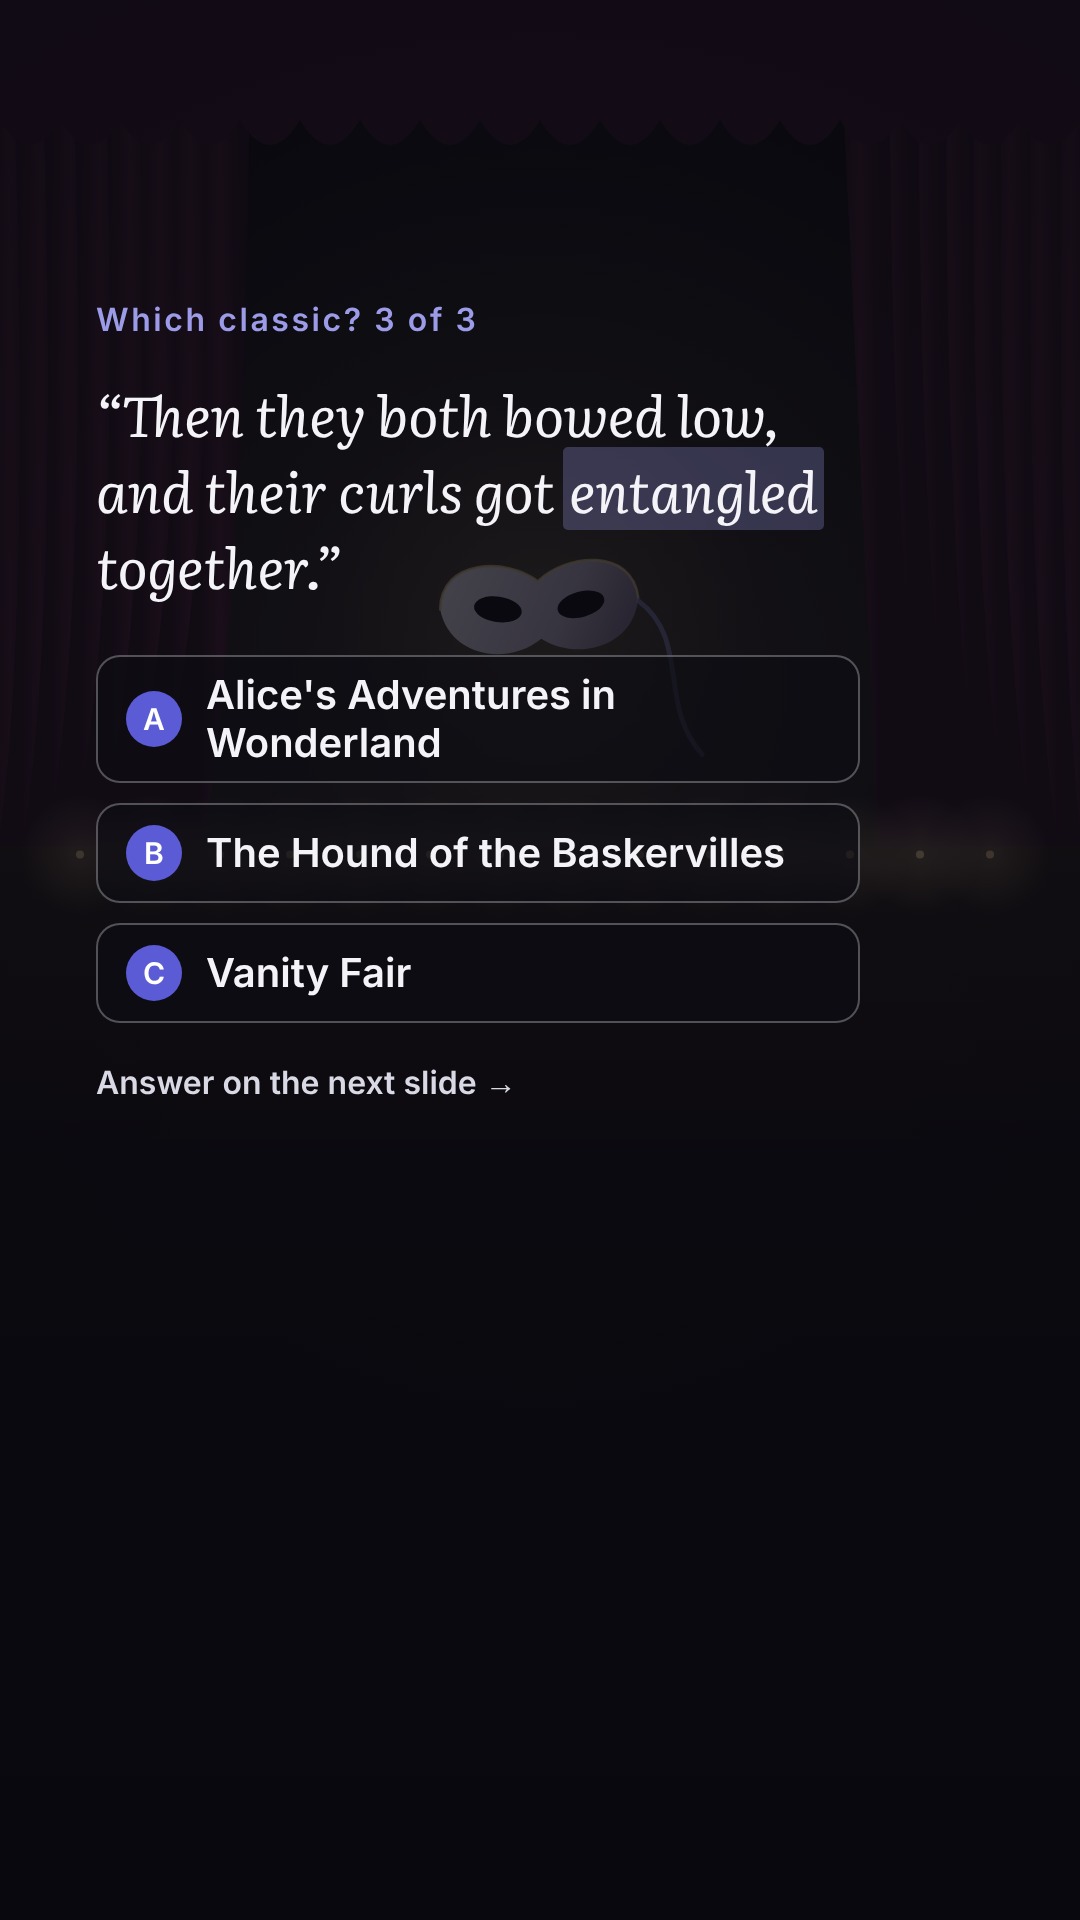 Which classic? 3 of 3
“Then they both bowed low,
and their curls got entangled
together.”
A
Alice's Adventures in
Wonderland
B
The Hound of the Baskervilles
C
Vanity Fair
Answer on the next slide →